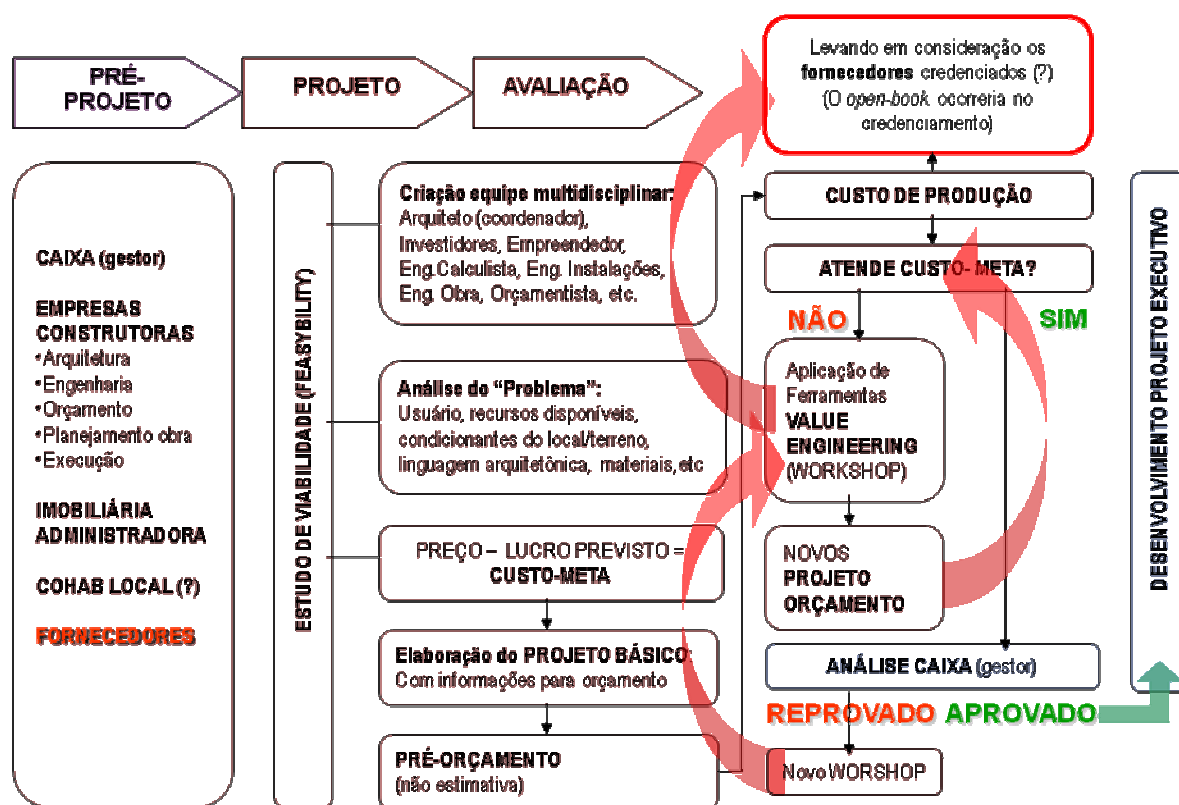 PRÉ-
PROJETO
PROJETO
AVALIAÇÃO
Levando em consideração os
fornecedores credenciados (?)
(O open-book ocorreria no
credenciamento)
CAIXA (gestor)
EMPRESAS
CONSTRUTORAS
•Arquitetura
•Engenharia
•Orçamento
•Planejamento obra
•Execução
IMOBILIÁRIA
ADMINISTRADORA
COHAB LOCAL (?)
FORNECEDORES
ESTUDO DE VIABILIDADE (FEASYBILITY)
Criação equipe multidisciplinar:
Arquiteto (coordenador),
Investidores, Empreendedor,
Eng.Calculista, Eng. Instalações,
Eng. Obra, Orçamentista, etc.
Análise do “Problema”:
Usuário, recursos disponíveis,
condicionantes do local/terreno,
linguagem arquitetônica, materiais, etc
PREÇO – LUCRO PREVISTO =
CUSTO-META
Elaboração do PROJETO BÁSICO:
Com informações para orçamento
PRÉ-ORÇAMENTO
(não estimativa)
CUSTO DE PRODUÇÃO
ATENDE CUSTO- META?
NÃO
SIM
Aplicação de
Ferramentas
VALUE
ENGINEERING
(WORKSHOP)
NOVOS
PROJETO
ORÇAMENTO
ANÁLISE CAIXA (gestor)
REPROVADO
APROVADO
Novo WORSHOP
DESENVOLVIMENTO PROJETO EXECUTIVO